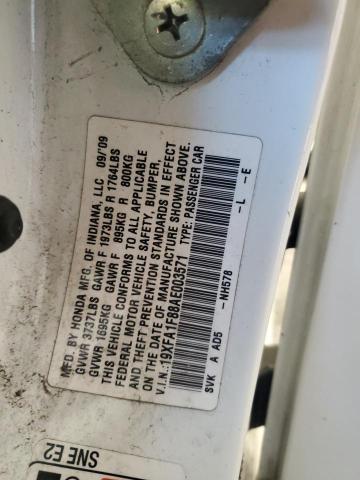 MFD. BY HONDA MFG. OF INDIANA, LLC 09/'09
GVWR 3737LBS GAWR F 1973LBS R 1764LBS
GVWR 1695KG GAWR F 895KG R 800KG
THIS VEHICLE CONFORMS TO ALL APPLICABLE
FEDERAL MOTOR VEHICLE SAFETY, BUMPER,
AND THEFT PREVENTION STANDARDS IN EFFECT
ON THE DATE OF MANUFACTURE SHOWN ABOVE.
V.I.N.:19XFA1F88AE003571 TYPE: PASSENGER CAR
-NH578 -L -E
SVK A AD5
SNE E2